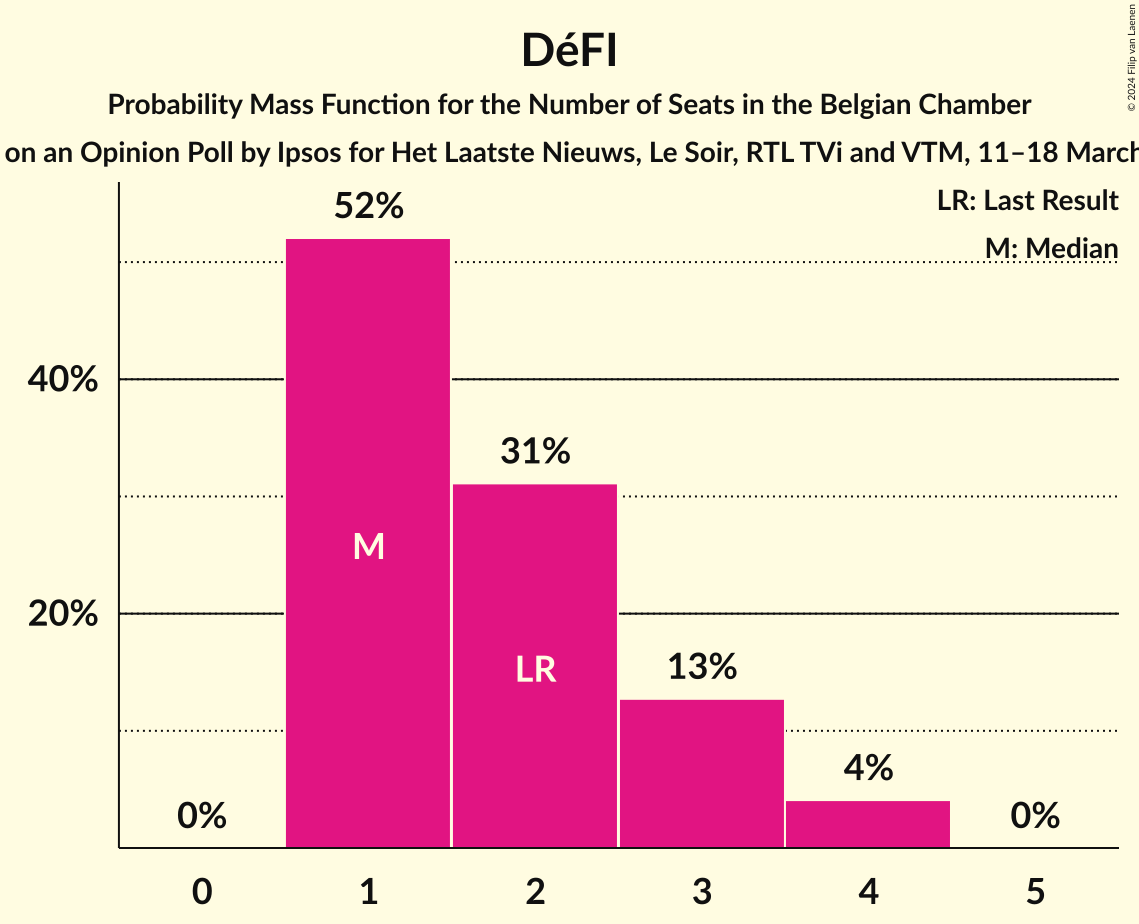 DéFI
Probability Mass Function for the Number of Seats in the Belgian Chamber
on an Opinion Poll by Ipsos for Het Laatste Nieuws, Le Soir, RTL TVi and VTM, 11–18 March
© 2024 Filip van Laenen
LR: Last Result
M: Median
52%
40%
31%
M
20%
LR
13%
4%
0%
0%
0 1 2 3 4 5